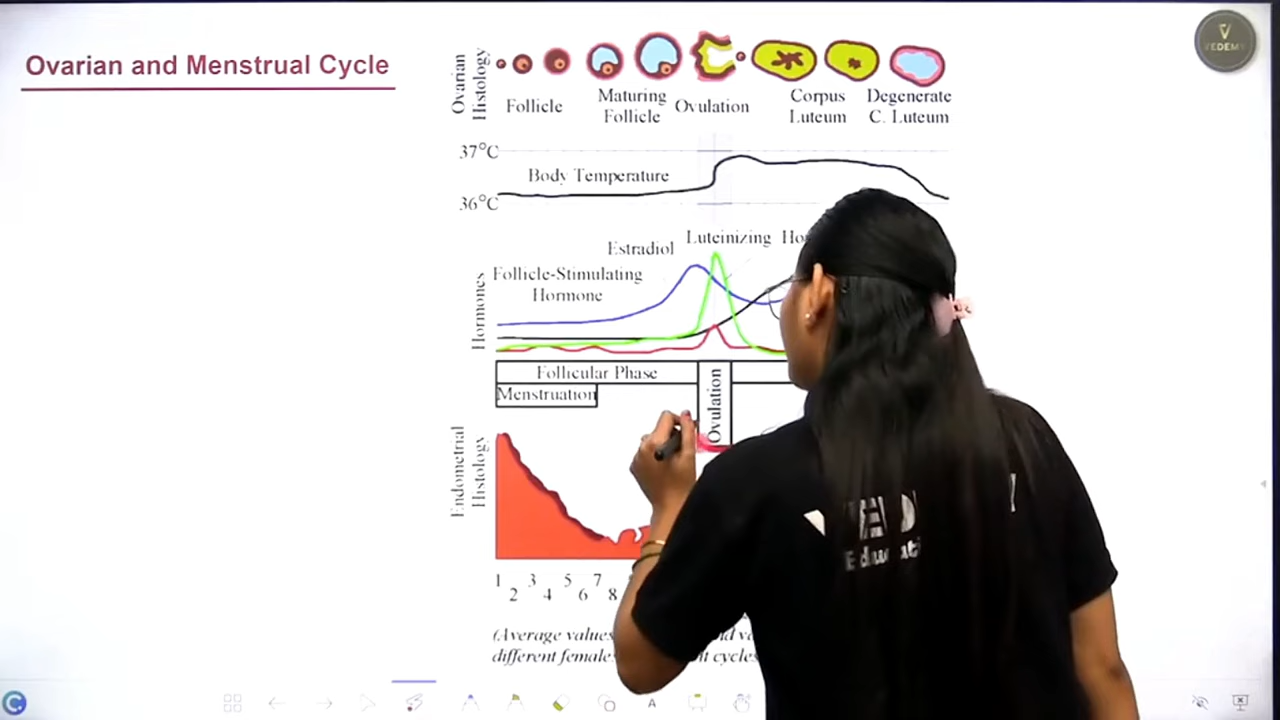 Ovarian and Menstrual Cycle
VEDEMY
Ovarian
Histology
Follicle
Maturing
Follicle
Ovulation
Corpus
Luteum
Degenerate
C. Luteum
37°C
Body Temperature
36°C
Hormones
Estradiol
Luteinizing Ho
Follicle-Stimulating
Hormone
Follicular Phase
Menstruation
Ovulation
Endometrial
Histology
1 2 3 4 5 6 7 8
(Average values
different female
cycles